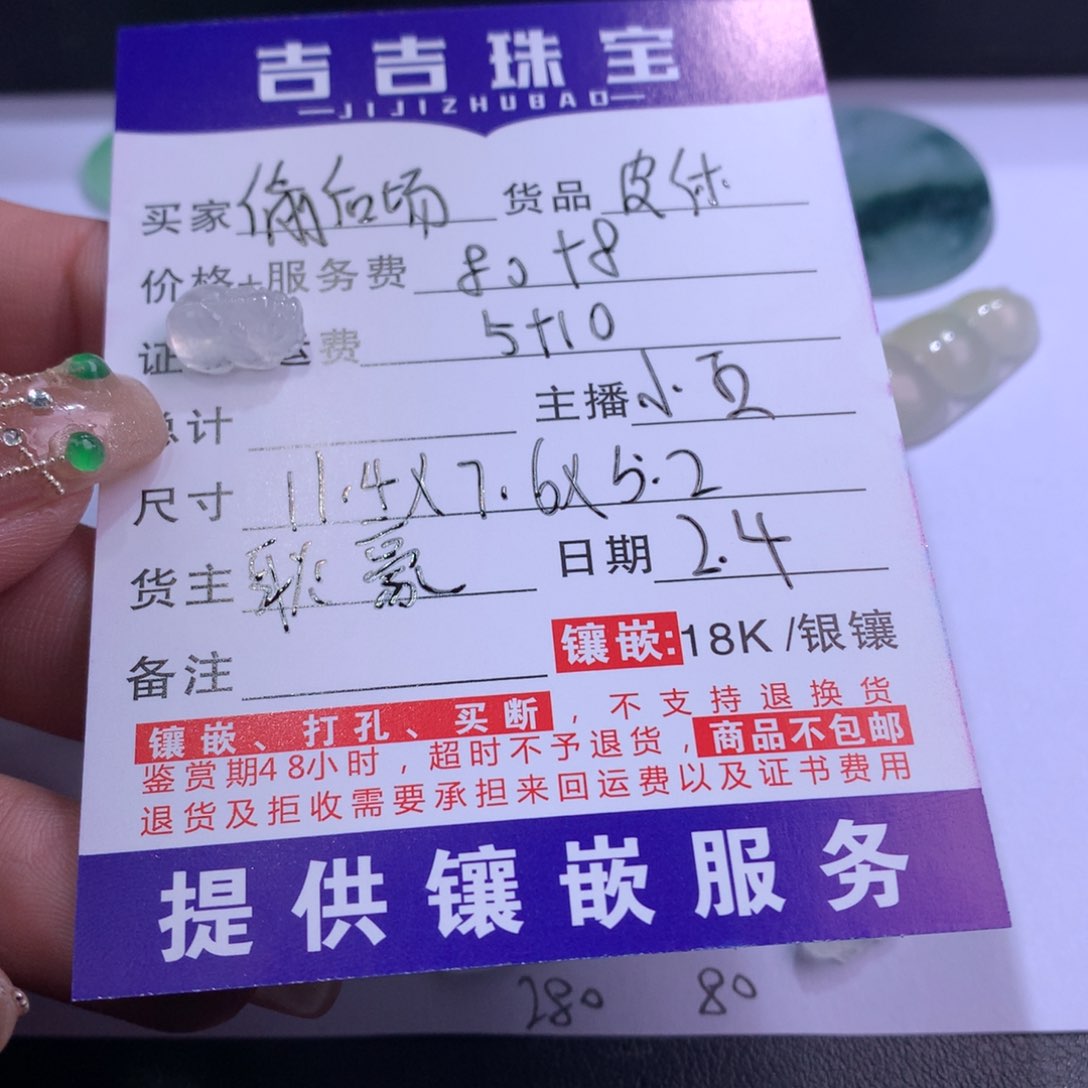 吉吉珠宝
JIJIZHUBAO
买家 货品
价格+服务费 80+8
证 运费 5+10
总计 主播 小豆
尺寸 11.4X7.6X5.2
货主 日期 2.4
备注 镶嵌:18K/银镶
镶嵌、打孔、买断，不支持退换货
鉴赏期48小时，超时不予退货，商品不包邮
退货及拒收需要承担来回运费以及证书费用
提供镶嵌服务
280 80